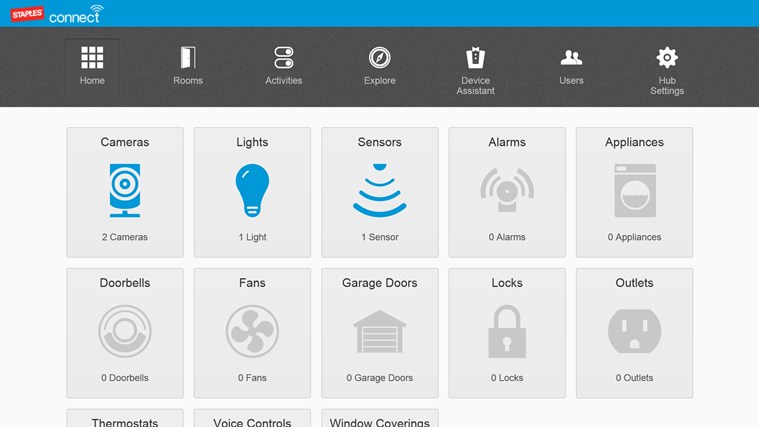 STAPLES connect
Home
Rooms
Activities
Explore
Device
Assistant
Users
Hub
Settings
Cameras
Lights
Sensors
Alarms
Appliances
2 Cameras
1 Light
1 Sensor
0 Alarms
0 Appliances
Doorbells
Fans
Garage Doors
Locks
Outlets
0 Doorbells
0 Fans
0 Garage Doors
0 Locks
0 Outlets
Thermostats
Voice Controls
Window Coverings